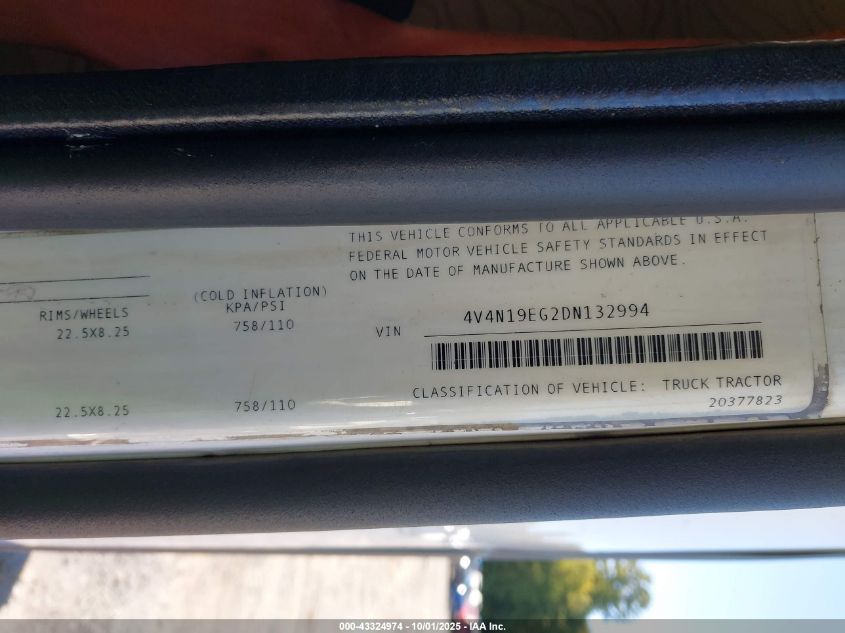 THIS VEHICLE CONFORMS TO ALL APPLICABLE U.S.A.
FEDERAL MOTOR VEHICLE SAFETY STANDARDS IN EFFECT
ON THE DATE OF MANUFACTURE SHOWN ABOVE.
RIMS/WHEELS
22.5X8.25
22.5X8.25
(COLD INFLATION)
KPA/PSI
758/110
758/110
VIN
4V4N19EG2DN132994
CLASSIFICATION OF VEHICLE: TRUCK TRACTOR
20377823
000-43324974 - 10/01/2025 - IAA Inc.